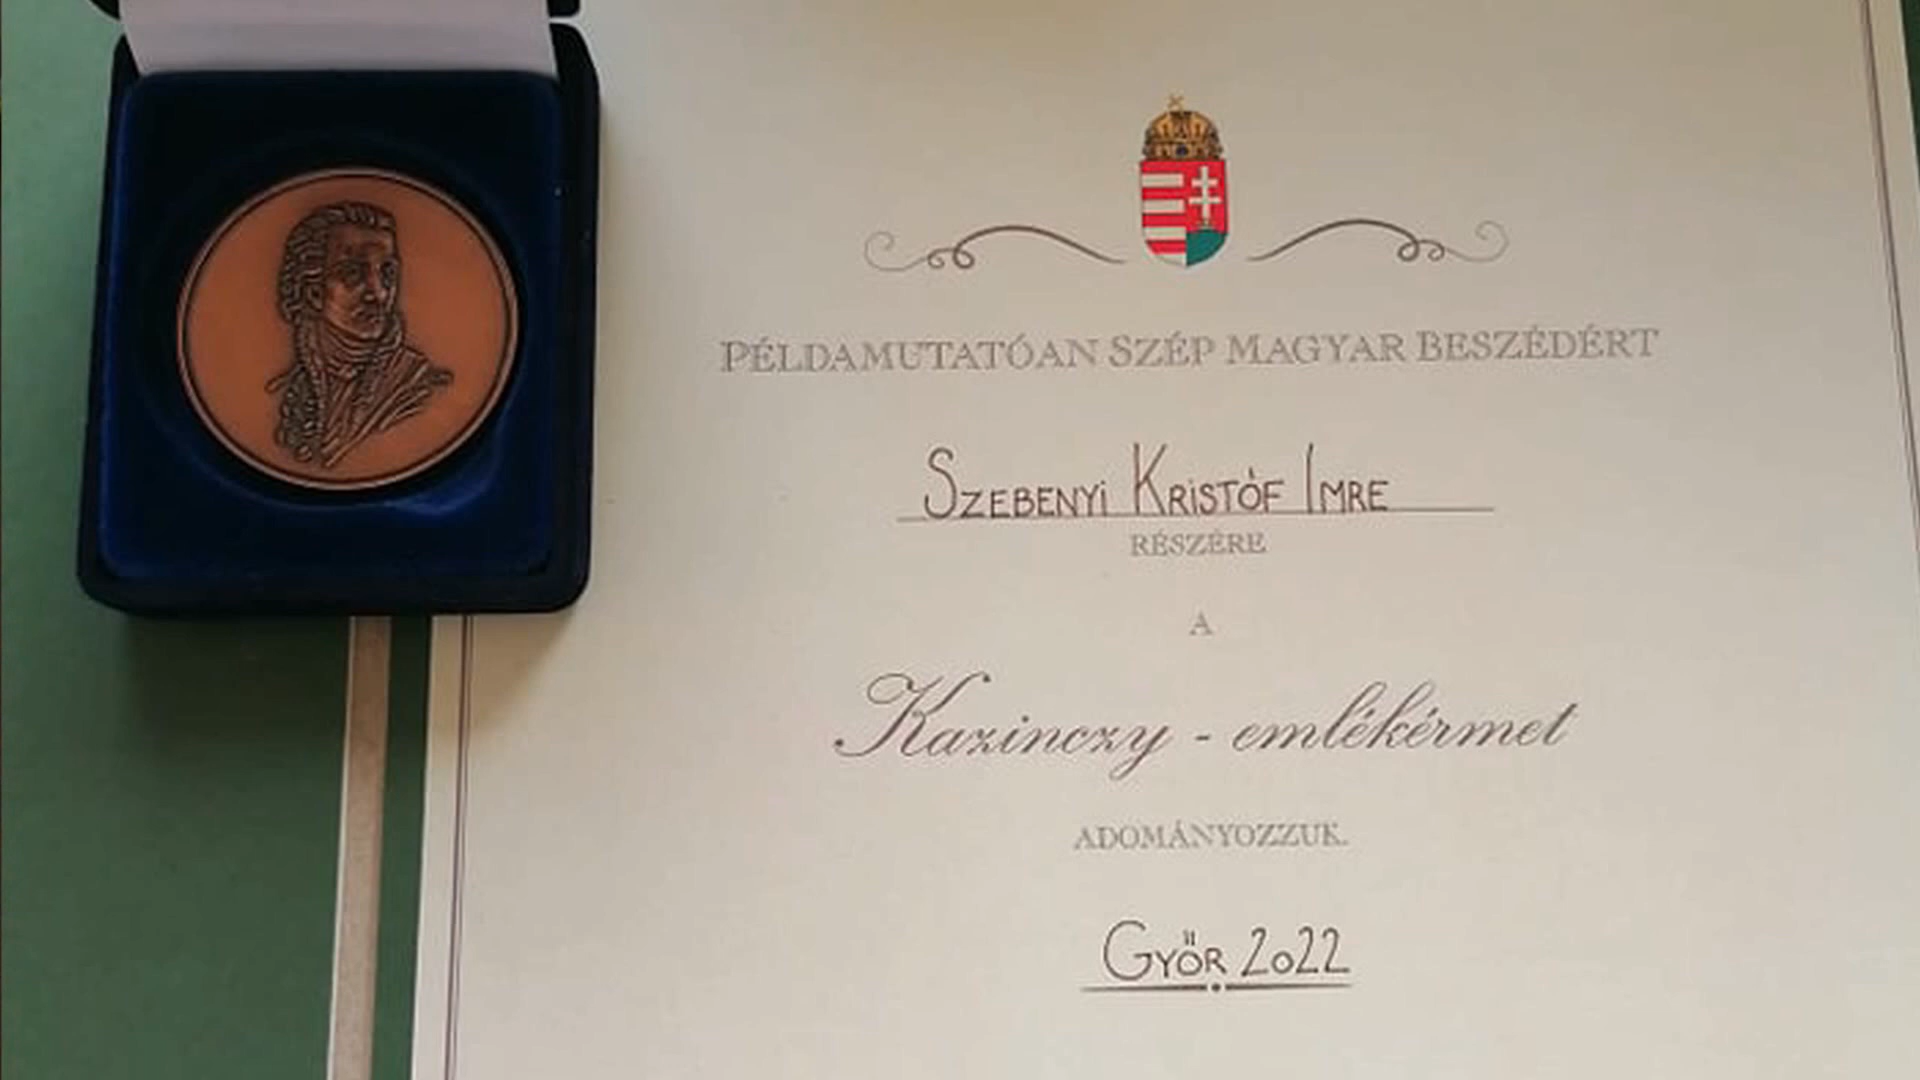 PÉLDAMUTATÓAN SZÉP MAGYAR BESZÉDÉRT
SZEBENYI KRISTÓF IMRE
RÉSZÉRE
A
Kazinczy - emlékérmet
ADOMÁNYOZZUK.
GYŐR 2022